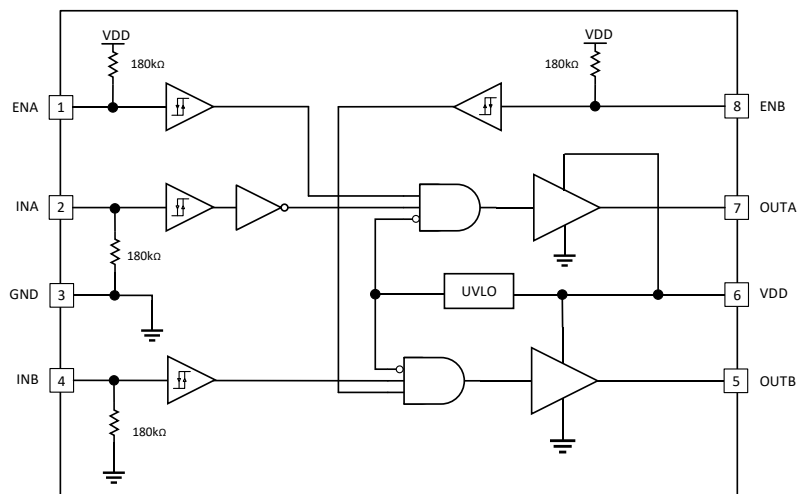 VDD
VDD
180kΩ
180kΩ
ENA 1
8 ENB
INA 2
7 OUTA
180kΩ
GND 3
UVLO
6 VDD
INB 4
5 OUTB
180kΩ